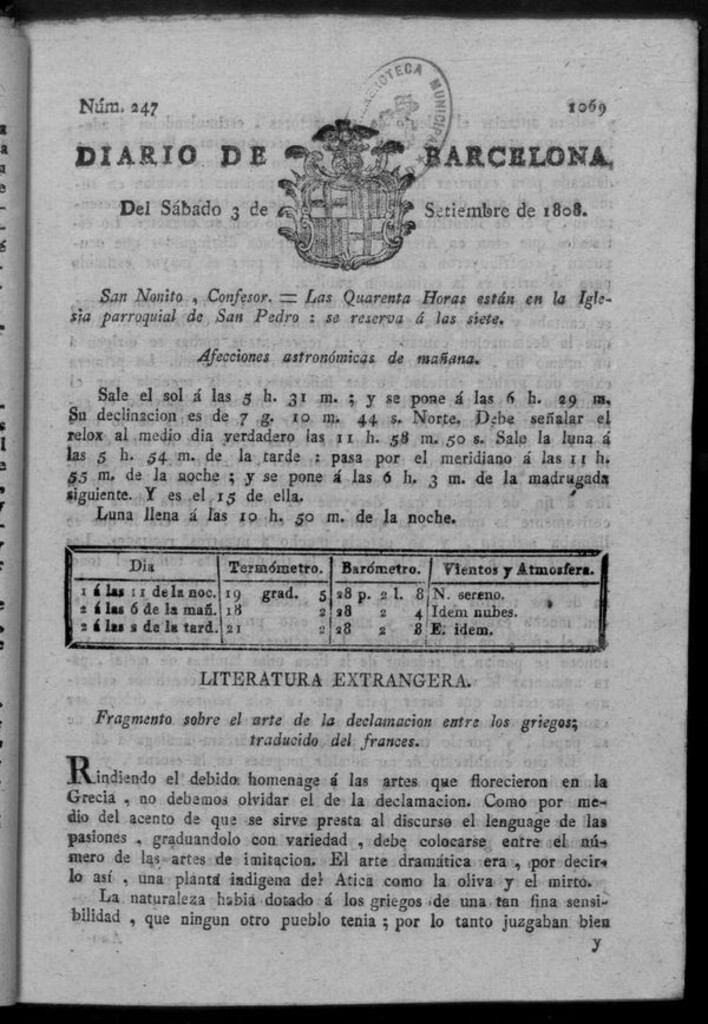 HEMEROTECA MUNICIPAL
Núm. 247 1069
DIARIO DE BARCELONA,
Del Sábado 3 de Setiembre de 1808.
San Nonito, Confesor. = Las Quarenta Horas están en la Igle-
sia parroquial de San Pedro: se reserva á las siete.
Afecciones astronómicas de mañana.
Sale el sol á las 5 h. 31 m.; y se pone á las 6 h. 29 m.
Su declinacion es de 7 g. 10 m. 44 s. Norte. Debe señalar el
relox al medio dia verdadero las 11 h. 58 m. 50 s. Sale la luna á
las 5 h. 54 m. de la tarde: pasa por el meridiano á las 11 h.
55 m. de la noche; y se pone á las 6 h. 3 m. de la madrugada
siguiente. Y es el 15 de ella.
Luna llena á las 10 h. 50 m. de la noche.
Dia Termómetro. Barómetro. Vientos y Atmosfera.
1 á las 11 de la noc. 19 grad. 5 28 p. 2 l. 8 N. sereno.
2 á las 6 de la mañ. 18 2 28 2 4 Idem nubes.
2 á las 2 de la tard. 21 2 28 2 8 E. idem.
LITERATURA EXTRANGERA.
Fragmento sobre el arte de la declamacion entre los griegos;
traducido del frances.
Rindiendo el debido homenage á las artes que florecieron en la
Grecia, no debemos olvidar el de la declamacion. Como por me-
dio del acento de que se sirve presta al discurso el lenguage de las
pasiones, graduandolo con variedad, debe colocarse entre el nú-
mero de las artes de imitacion. El arte dramática era, por decir-
lo así, una planta indigena del Atica como la oliva y el mirto.
La naturaleza habia dotado á los griegos de una tan fina sensi-
bilidad, que ningun otro pueblo tenia; por lo tanto juzgaban bien
y